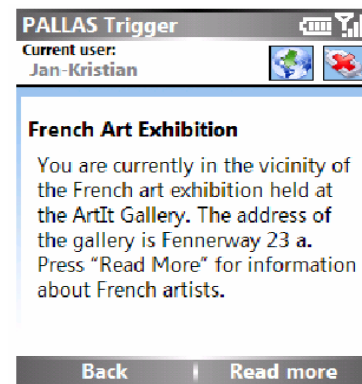 PALLAS Trigger
Current user:
Jan-Kristian
French Art Exhibition
You are currently in the vicinity of
the French art exhibition held at
the ArtIt Gallery. The address of
the gallery is Fennerway 23 a.
Press "Read More" for information
about French artists.
Back
Read more